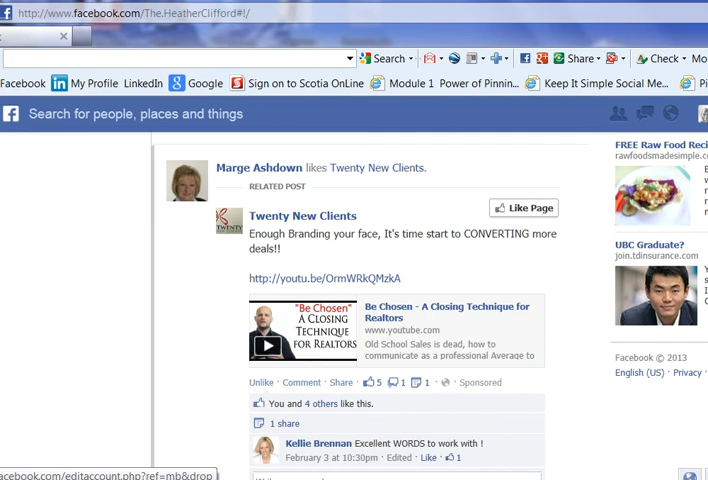 http://www.facebook.com/The.HeatherClifford#!/
x
Search
Share
Check
Mo
Facebook
My Profile
LinkedIn
Google
Sign on to Scotia OnLine
Module 1 Power of Pinnin...
Keep It Simple Social Me...
Pi
Search for people, places and things
Marge Ashdown likes Twenty New Clients.
RELATED POST
Twenty New Clients
Like Page
TWENTY
Enough Branding your face, It's time start to CONVERTING more
deals!!
http://youtu.be/OrmWRkQMzkA
"Be Chosen"
A CLOSING
TECHNIQUE
FOR REALTORS
Be Chosen - A Closing Technique for
Realtors
www.youtube.com
Old School Sales is dead, how to
communicate as a professional Average to
Unlike · Comment · Share · 5 1 1 · Sponsored
You and 4 others like this.
1 share
Kellie Brennan Excellent WORDS to work with !
February 3 at 10:30pm · Edited · Like · 1
FREE Raw Food Reci
rawfoodsmadesimple.c
UBC Graduate?
join.tdinsurance.com
Facebook © 2013
English (US) · Privacy ·
acebook.com/editaccount.php?ref=mb&drop